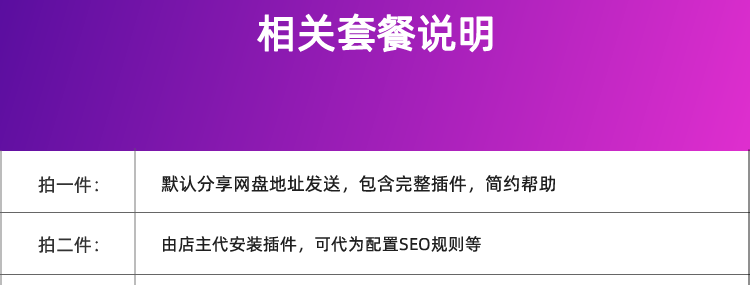 相关套餐说明
拍一件： 默认分享网盘地址发送，包含完整插件，简约帮助
拍二件： 由店主代安装插件，可代为配置SEO规则等